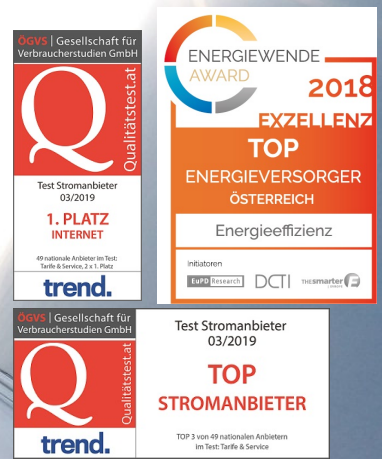 ÖGVS | Gesellschaft für
Verbraucherstudien GmbH
Q
Qualitätstest.at
Test Stromanbieter
03/2019
1. PLATZ
INTERNET
49 nationale Anbieter im Test:
Tarife & Service, 2 x 1. Platz
trend.
ENERGIEWENDE
AWARD
2018
EXZELLENZ
TOP
ENERGIEVERSORGER
ÖSTERREICH
Energieeffizienz
Initiatoren
EuPD Research DCTI THE smarter E
ÖGVS | Gesellschaft für
Verbraucherstudien GmbH
Q
Qualitätstest.at
trend.
Test Stromanbieter
03/2019
TOP
STROMANBIETER
TOP 3 von 49 nationalen Anbietern
im Test: Tarife & Service